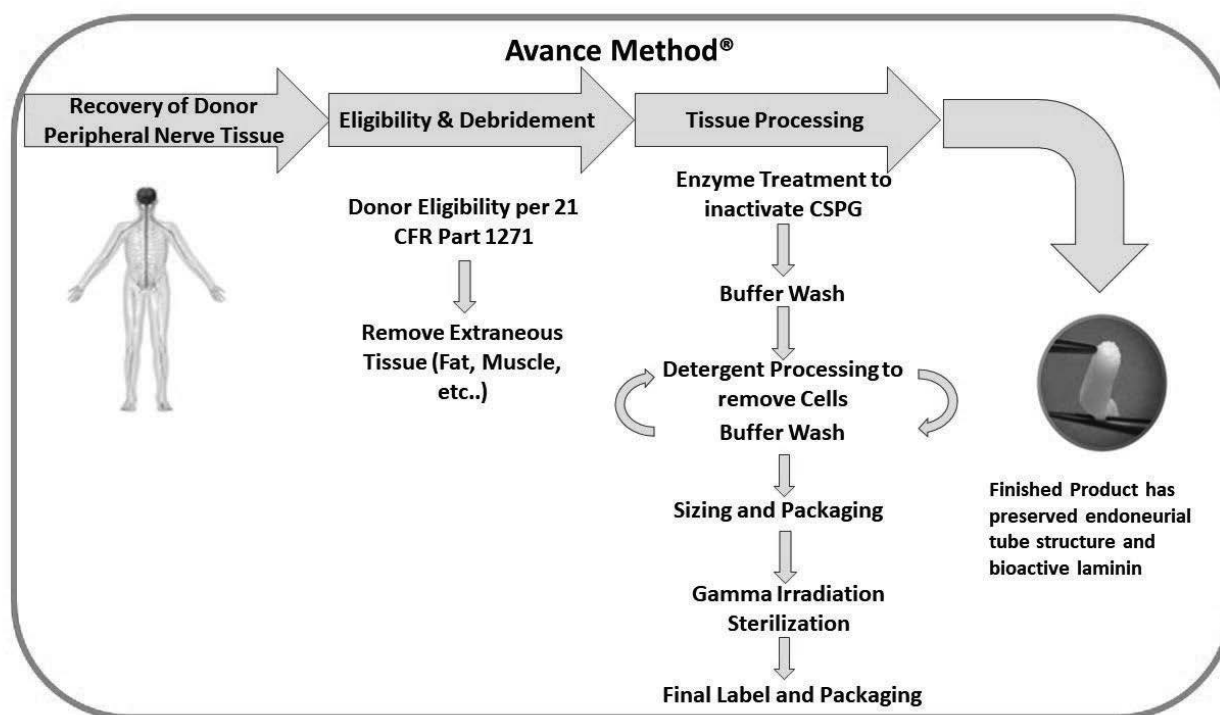 Avance Method®
Recovery of Donor
Peripheral Nerve Tissue
Eligibility & Debridement
Tissue Processing
Donor Eligibility per 21
CFR Part 1271
Remove Extraneous
Tissue (Fat, Muscle,
etc..)
Enzyme Treatment to
inactivate CSPG
Buffer Wash
Detergent Processing to
remove Cells
Buffer Wash
Sizing and Packaging
Gamma Irradiation
Sterilization
Final Label and Packaging
Finished Product has
preserved endoneurial
tube structure and
bioactive laminin